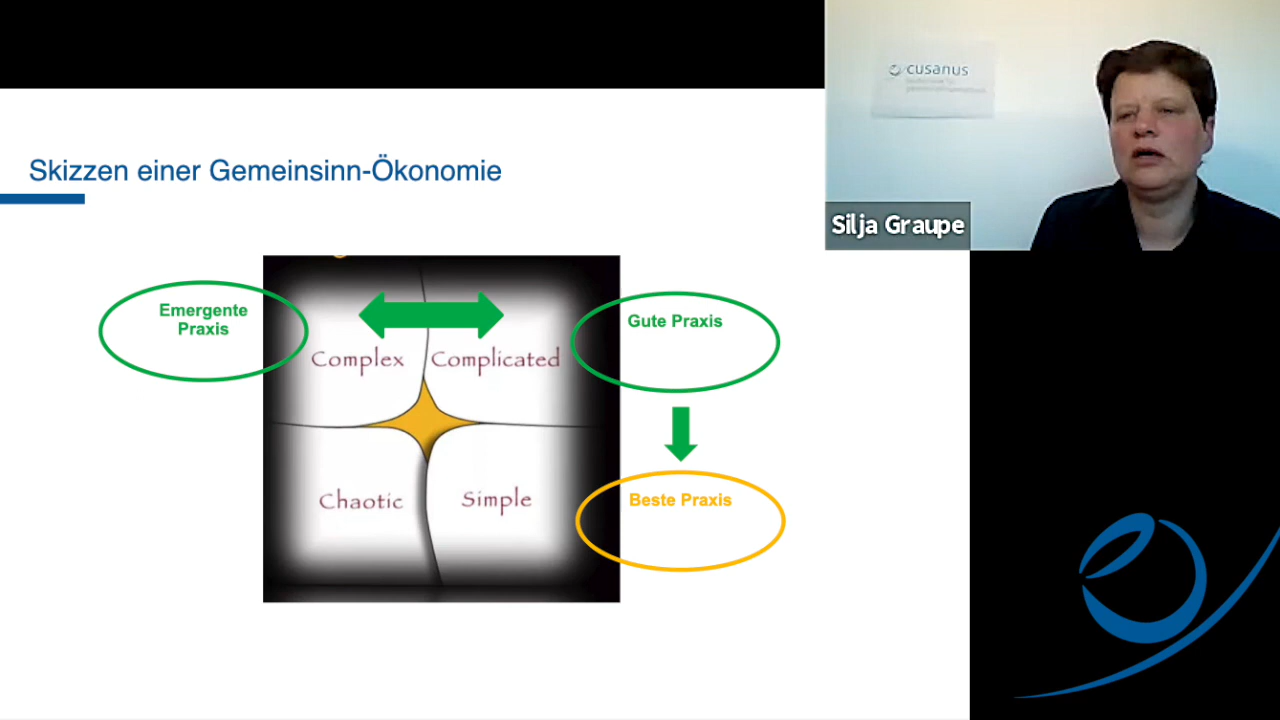 cusanus
Silja Graupe
Skizzen einer Gemeinsinn-Ökonomie
Emergente
Praxis
Gute Praxis
Complex
Complicated
Chaotic
Simple
Beste Praxis